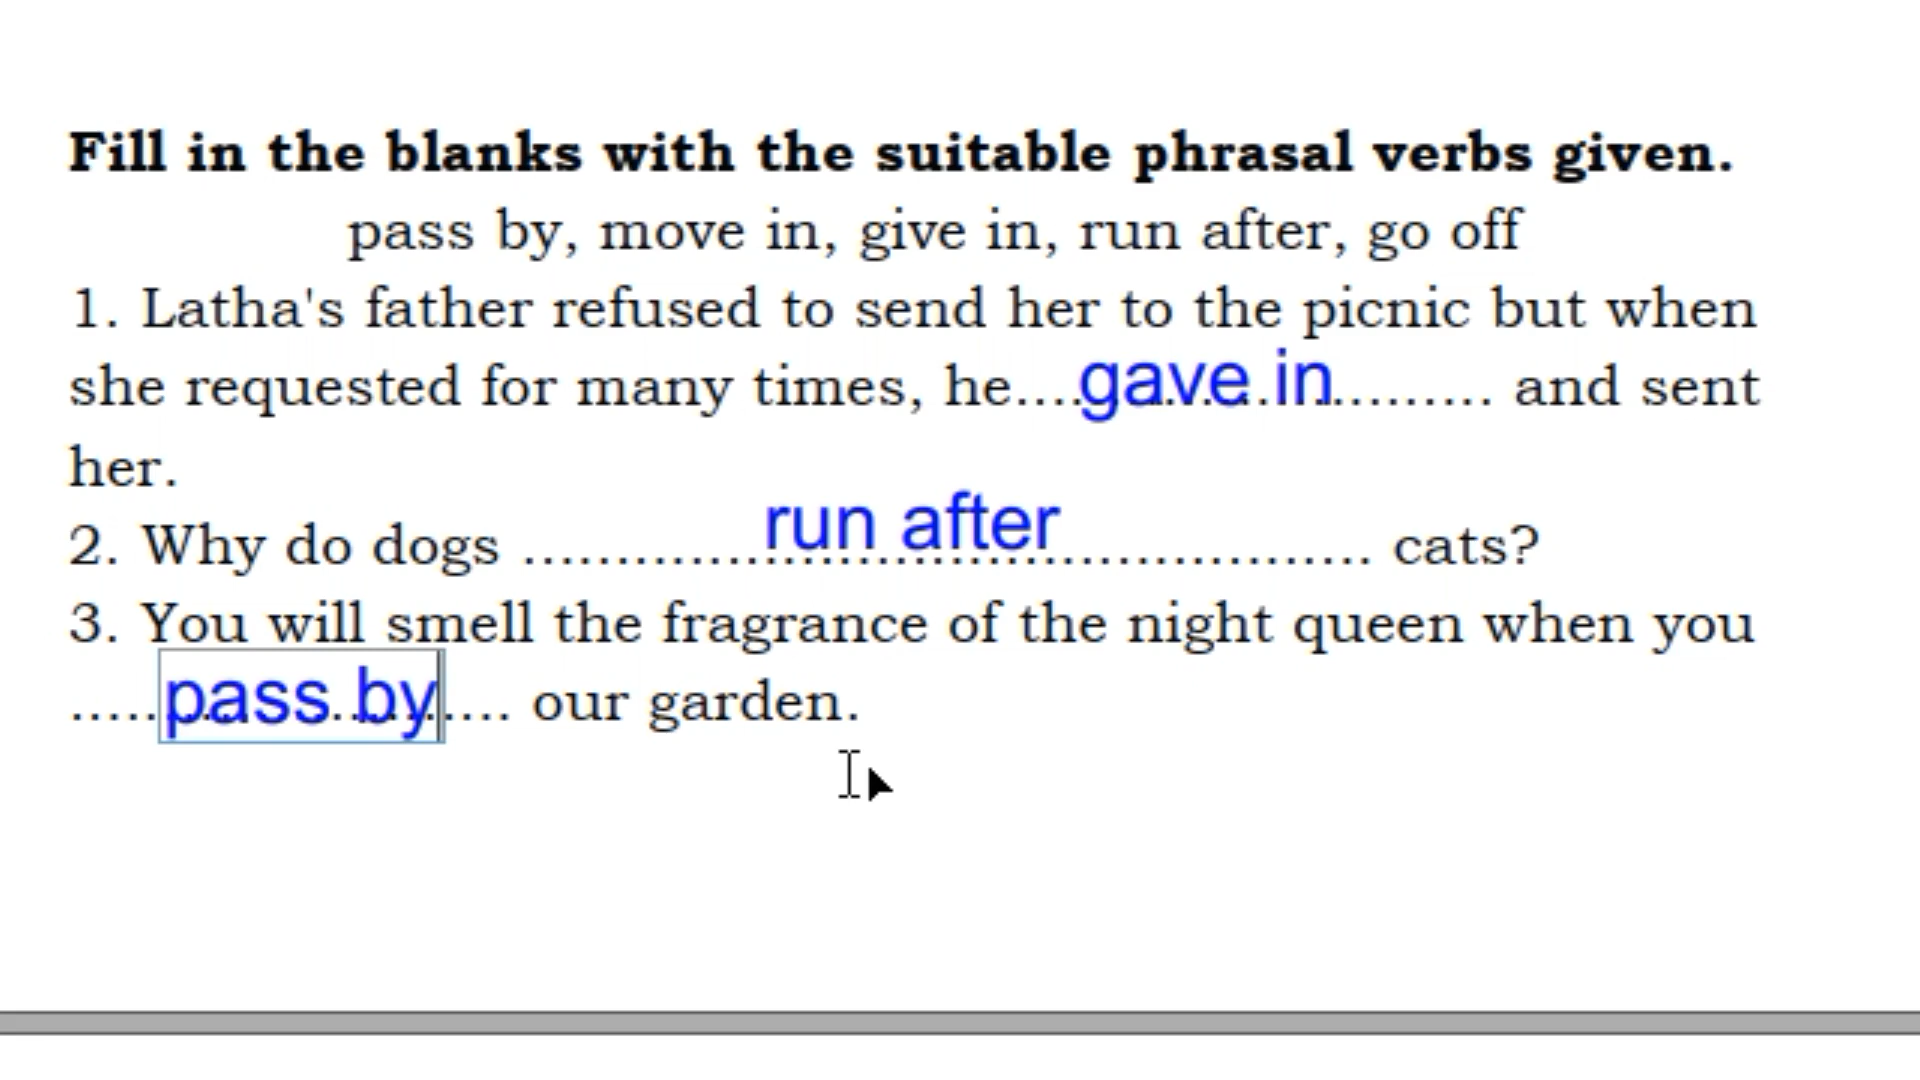 Fill in the blanks with the suitable phrasal verbs given.
pass by, move in, give in, run after, go off
1. Latha's father refused to send her to the picnic but when
she requested for many times, he....gave in......... and sent
her.
2. Why do dogs .............run after................. cats?
3. You will smell the fragrance of the night queen when you
.....pass by.... our garden.